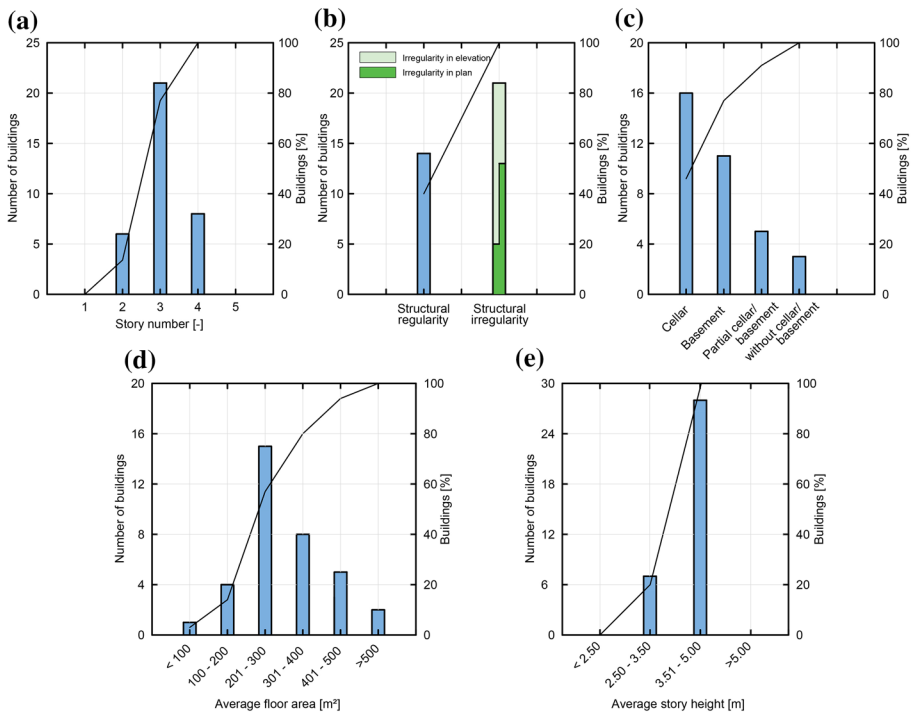 (a)
25
20
15
10
5
0
Number of buildings
100
80
60
40
20
0
Buildings [%]
1 2 3 4 5
Story number [-]
(b)
25
20
15
10
5
0
Number of buildings
Irregularity in elevation
Irregularity in plan
100
80
60
40
20
0
Buildings [%]
Structural
regularity
Structural
irregularity
(c)
20
16
12
8
4
0
Number of buildings
100
80
60
40
20
0
Buildings [%]
Cellar
Basement
Partial cellar/
basement
without cellar/
basement
(d)
20
16
12
8
4
0
Number of buildings
100
80
60
40
20
0
Buildings [%]
< 100
100 - 200
201 - 300
301 - 400
401 - 500
>500
Average floor area [m²]
(e)
30
24
28
18
12
6
0
Number of buildings
100
80
60
40
20
0
Buildings [%]
< 2.50
2.50 - 3.50
3.51 - 5.00
>5.00
Average story height [m]